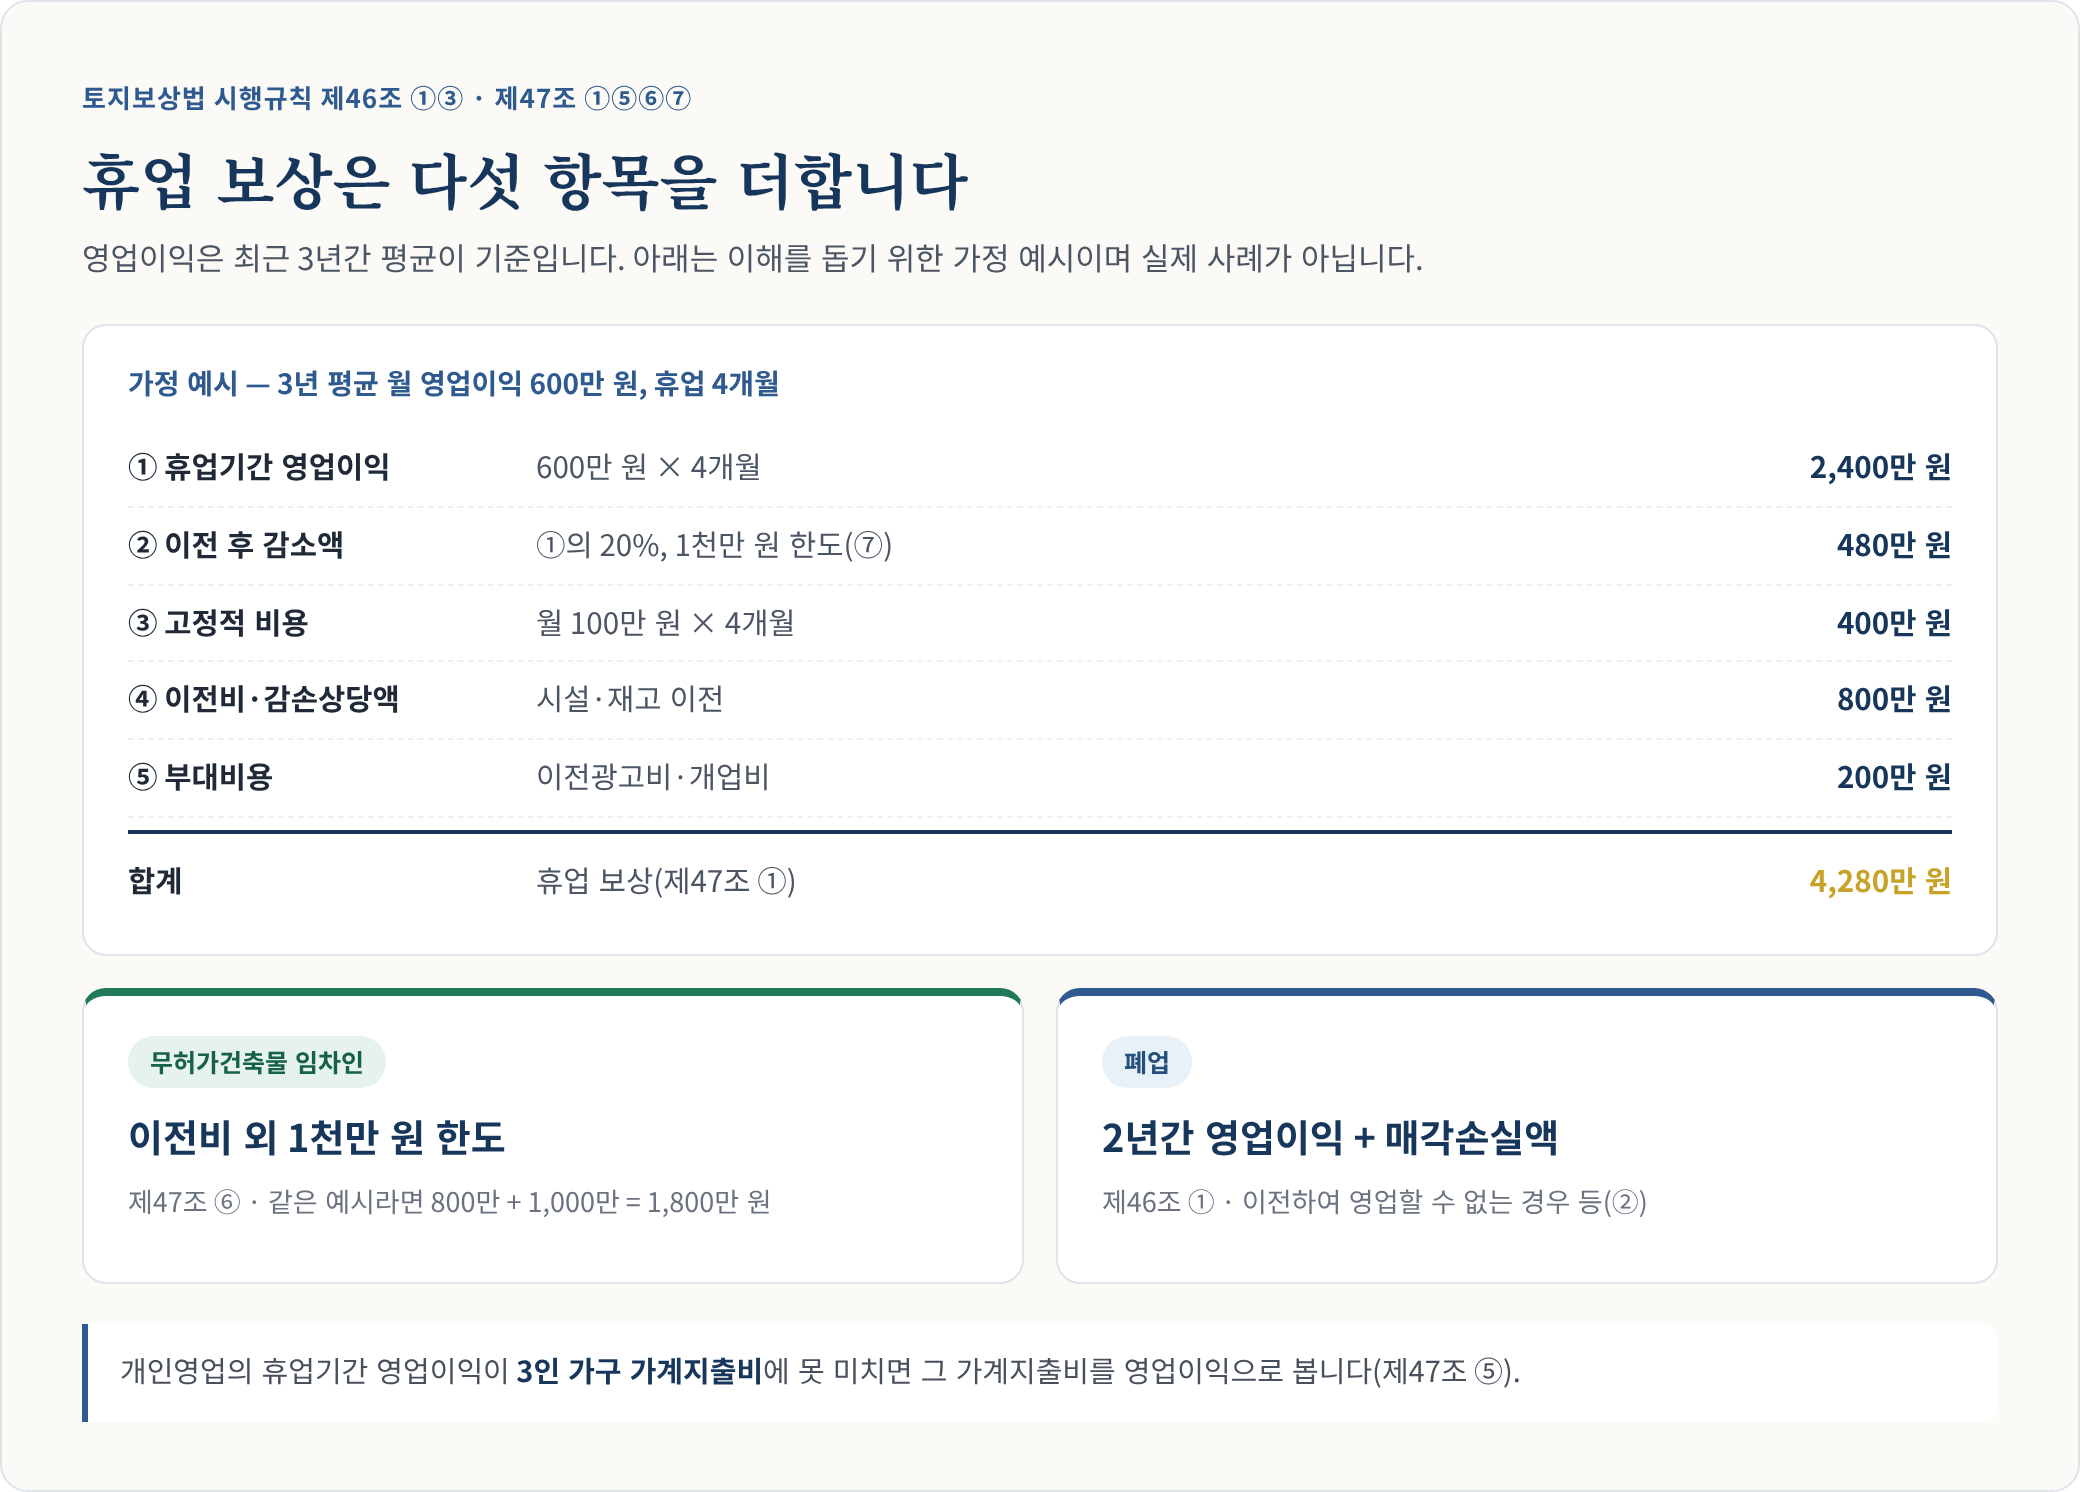 토지보상법 시행규칙 제46조 ①③ · 제47조 ①⑤⑥⑦
휴업 보상은 다섯 항목을 더합니다
영업이익은 최근 3년간 평균이 기준입니다. 아래는 이해를 돕기 위한 가정 예시이며 실제 사례가 아닙니다.
가정 예시 — 3년 평균 월 영업이익 600만 원, 휴업 4개월
① 휴업기간 영업이익 600만 원 × 4개월 2,400만 원
② 이전 후 감소액 ①의 20%, 1천만 원 한도(⑦) 480만 원
③ 고정적 비용 월 100만 원 × 4개월 400만 원
④ 이전비·감손상당액 시설·재고 이전 800만 원
⑤ 부대비용 이전광고비·개업비 200만 원
합계 휴업 보상(제47조 ①) 4,280만 원
무허가건축물 임차인
이전비 외 1천만 원 한도
제47조 ⑥ · 같은 예시라면 800만 + 1,000만 = 1,800만 원
폐업
2년간 영업이익 + 매각손실액
제46조 ① · 이전하여 영업할 수 없는 경우 등(②)
개인영업의 휴업기간 영업이익이 3인 가구 가계지출비에 못 미치면 그 가계지출비를 영업이익으로 봅니다(제47조 ⑤).